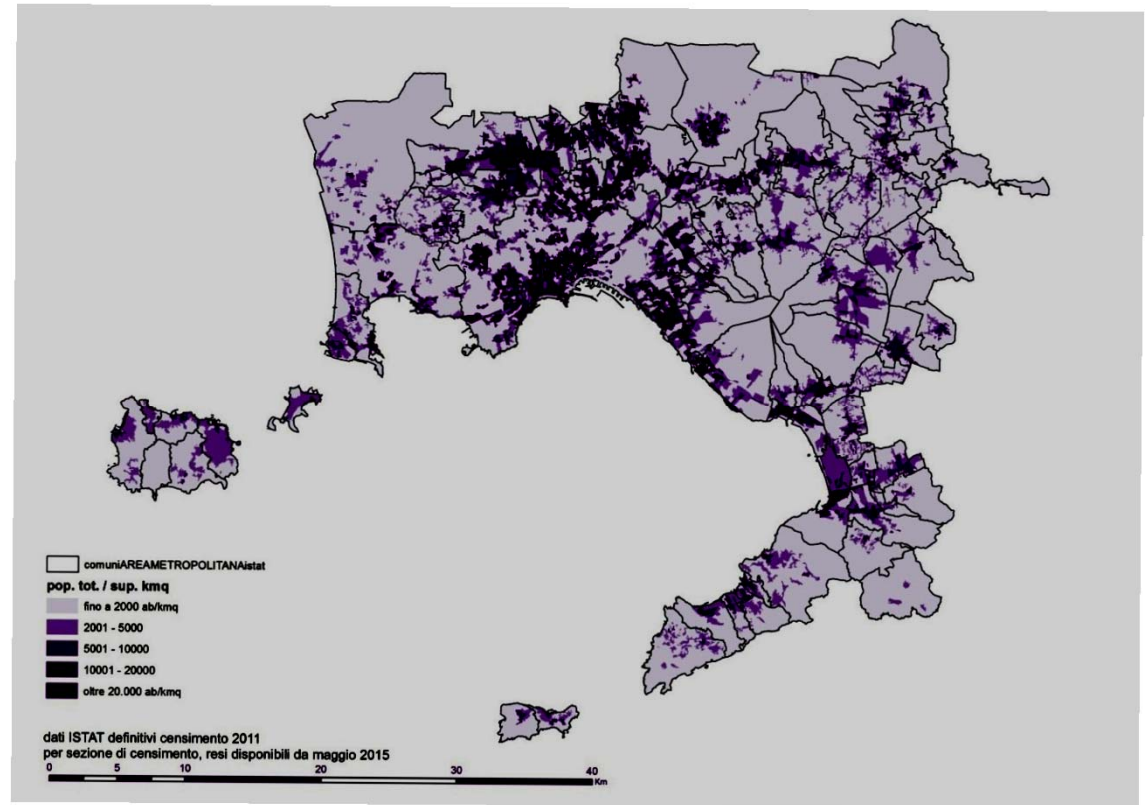 comuniAREAMETROPOLITANAistat
pop. tot. / sup. kmq
fino a 2000 ab/kmq
2001 - 5000
5001 - 10000
10001 - 20000
oltre 20.000 ab/kmq
dati ISTAT definitivi censimento 2011
per sezione di censimento, resi disponibili da maggio 2015
0 5 10 20 30 40
Km